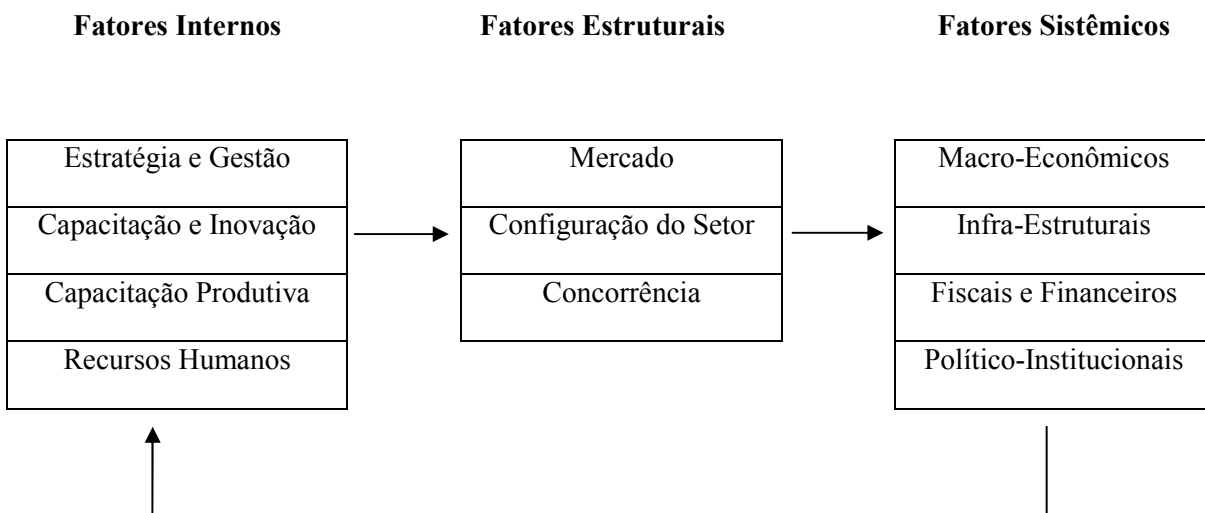 Fatores Internos
Fatores Estruturais
Fatores Sistêmicos
Estratégia e Gestão
Capacitação e Inovação
Capacitação Produtiva
Recursos Humanos
Mercado
Configuração do Setor
Concorrência
Macro-Econômicos
Infra-Estruturais
Fiscais e Financeiros
Político-Institucionais